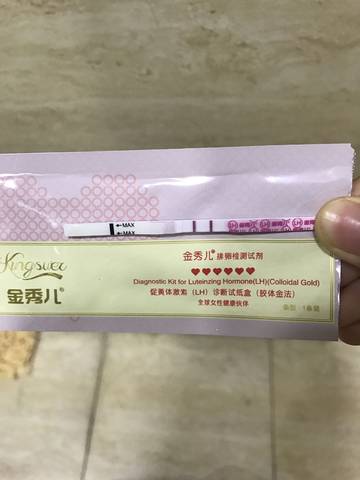 ←MAX
←MAX
Kingsuer
金秀儿®
金秀儿® 排卵检测试剂
Diagnostic Kit for Luteinzing Hormone(LH)(Colloidal Gold)
促黄体激素（LH）诊断试纸盒（胶体金法）
全球女性健康伙伴